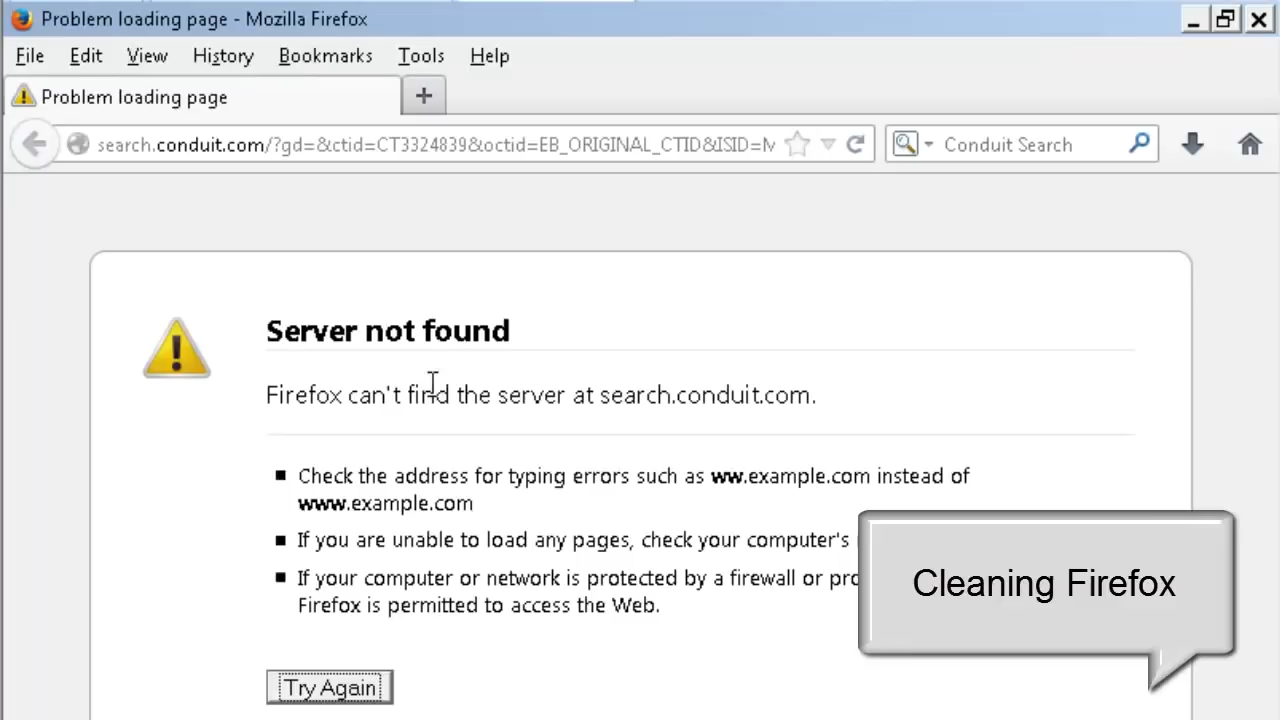 Problem loading page - Mozilla Firefox
File Edit View History Bookmarks Tools Help
Problem loading page
search.conduit.com/?gd=&ctid=CT3324839&octid=EB_ORIGINAL_CTID&ISID=M
Conduit Search
Server not found
Firefox can't find the server at search.conduit.com.
Check the address for typing errors such as ww.example.com instead of
www.example.com
If you are unable to load any pages, check your computer's
If your computer or network is protected by a firewall or
Firefox is permitted to access the Web.
Cleaning Firefox
Try Again